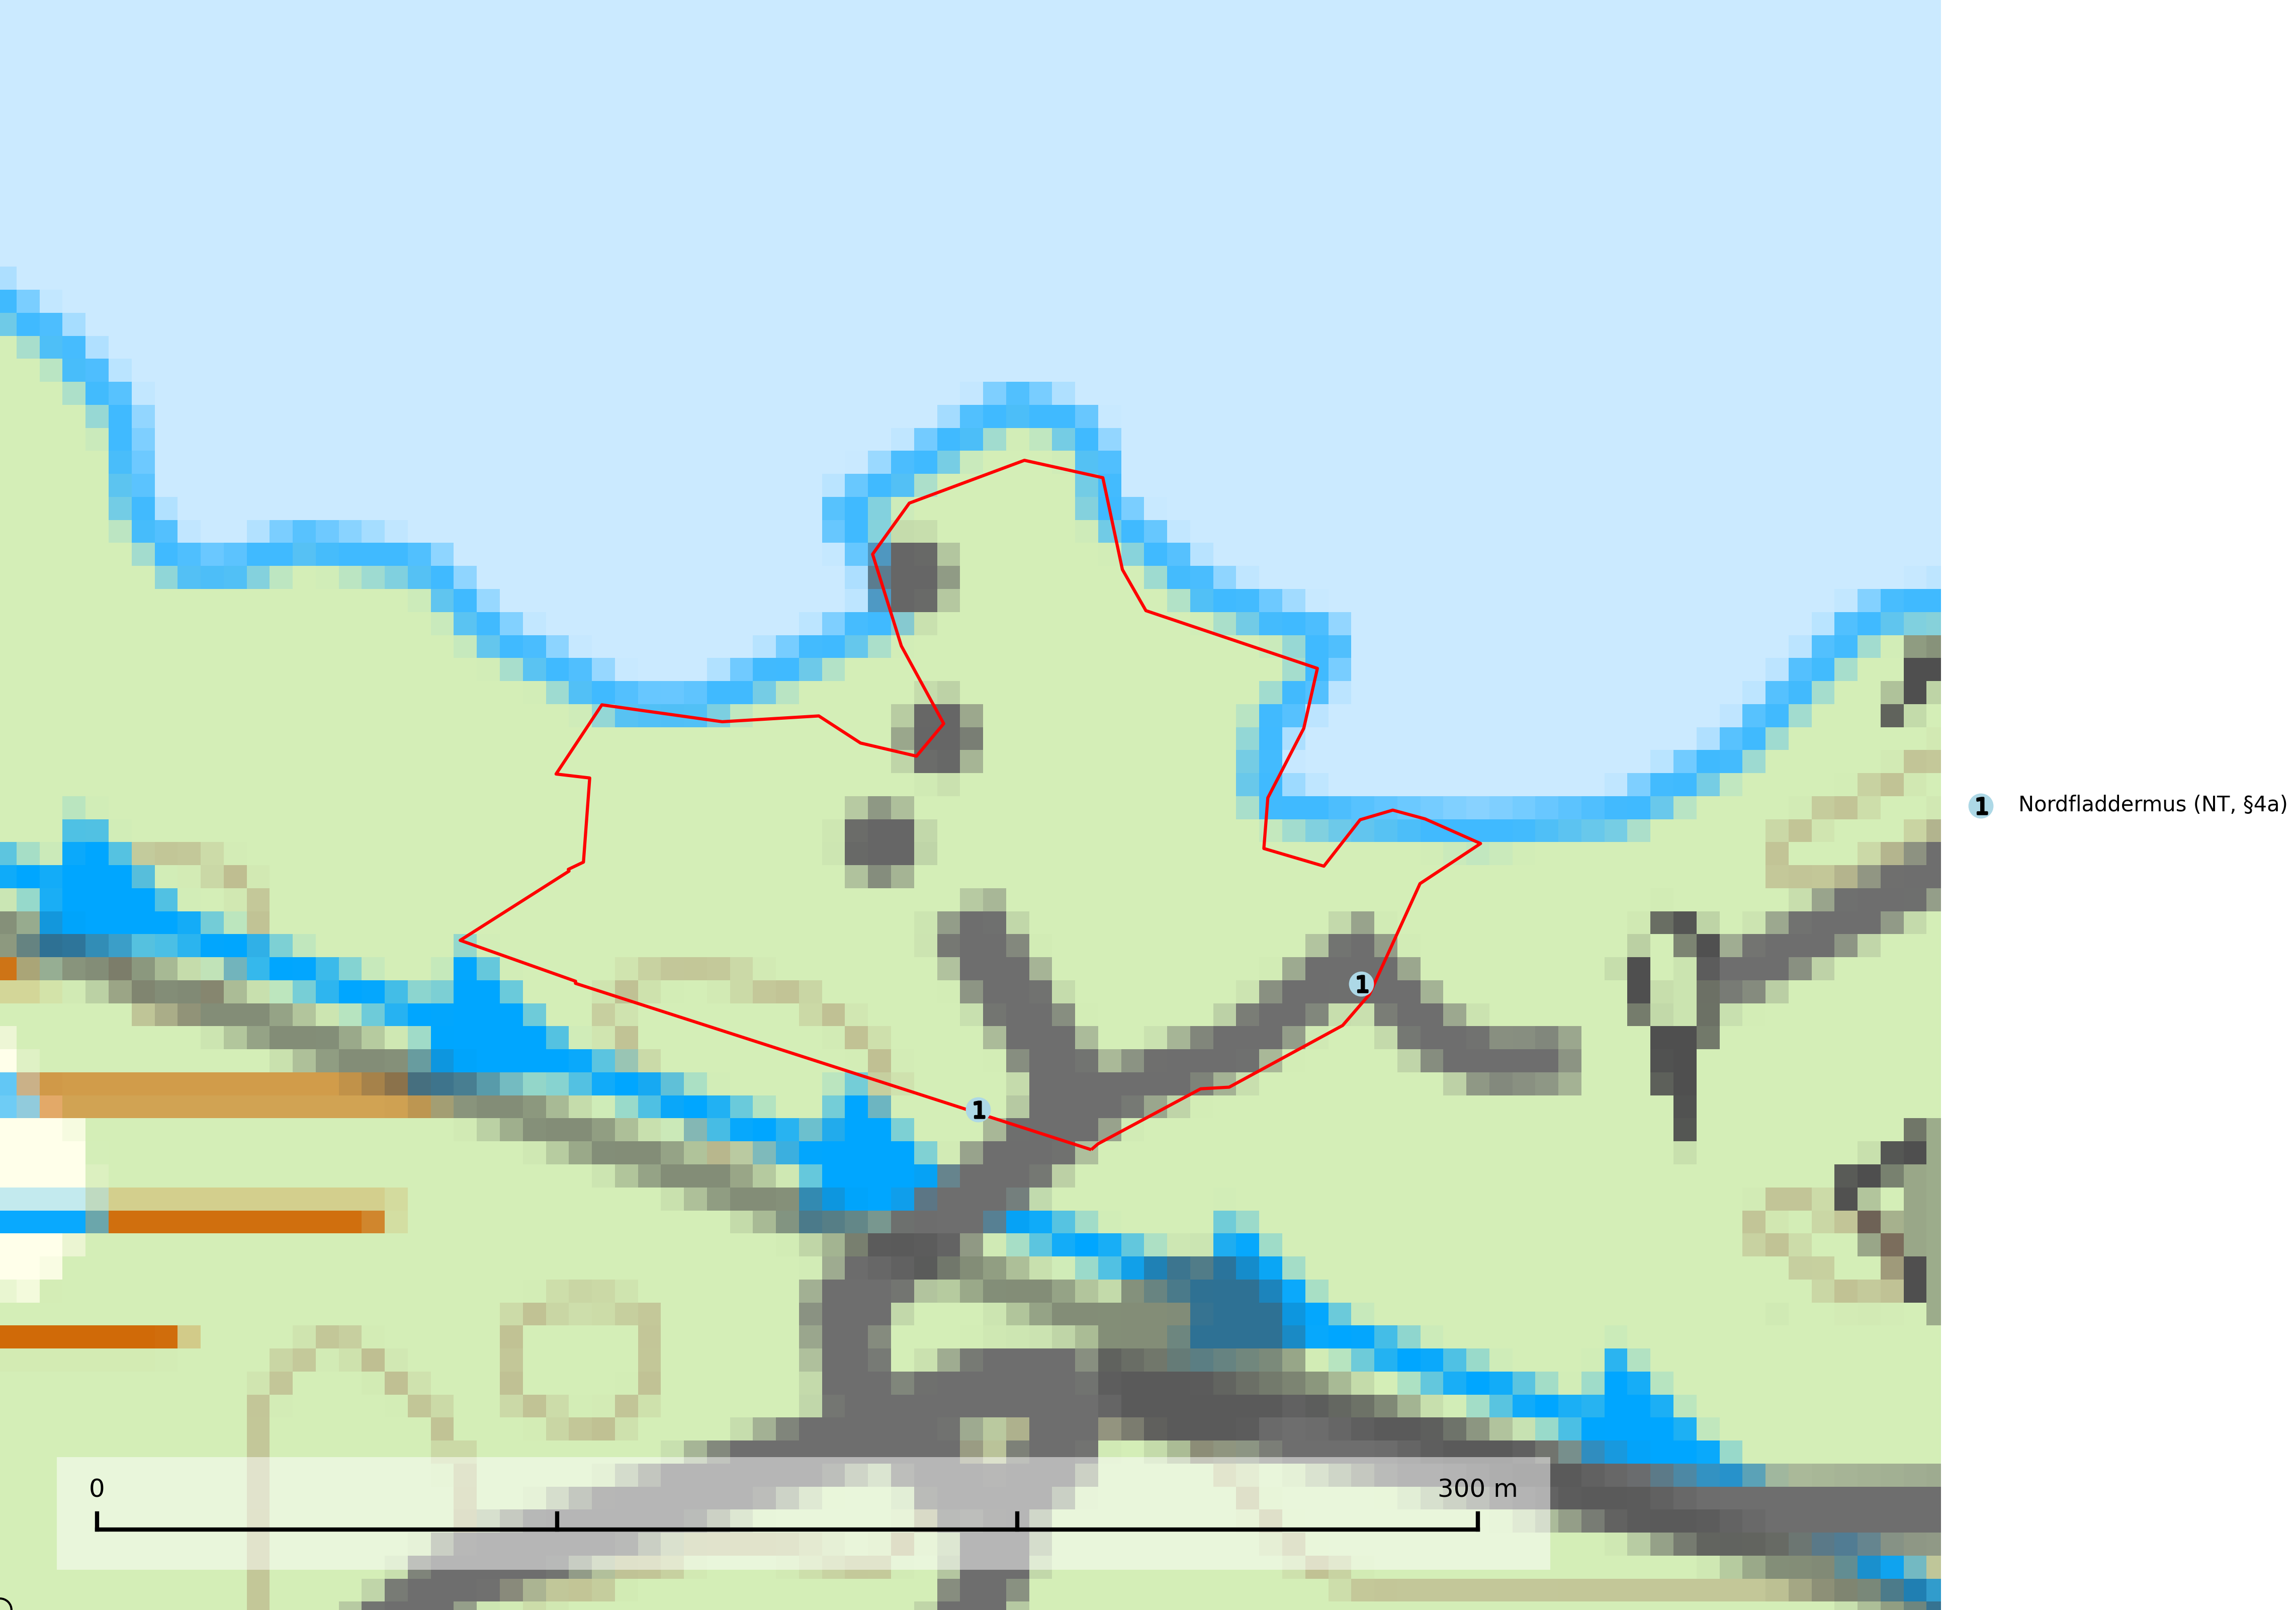 1 Nordfladdermus (NT, §4a)
1
1
0 300 m